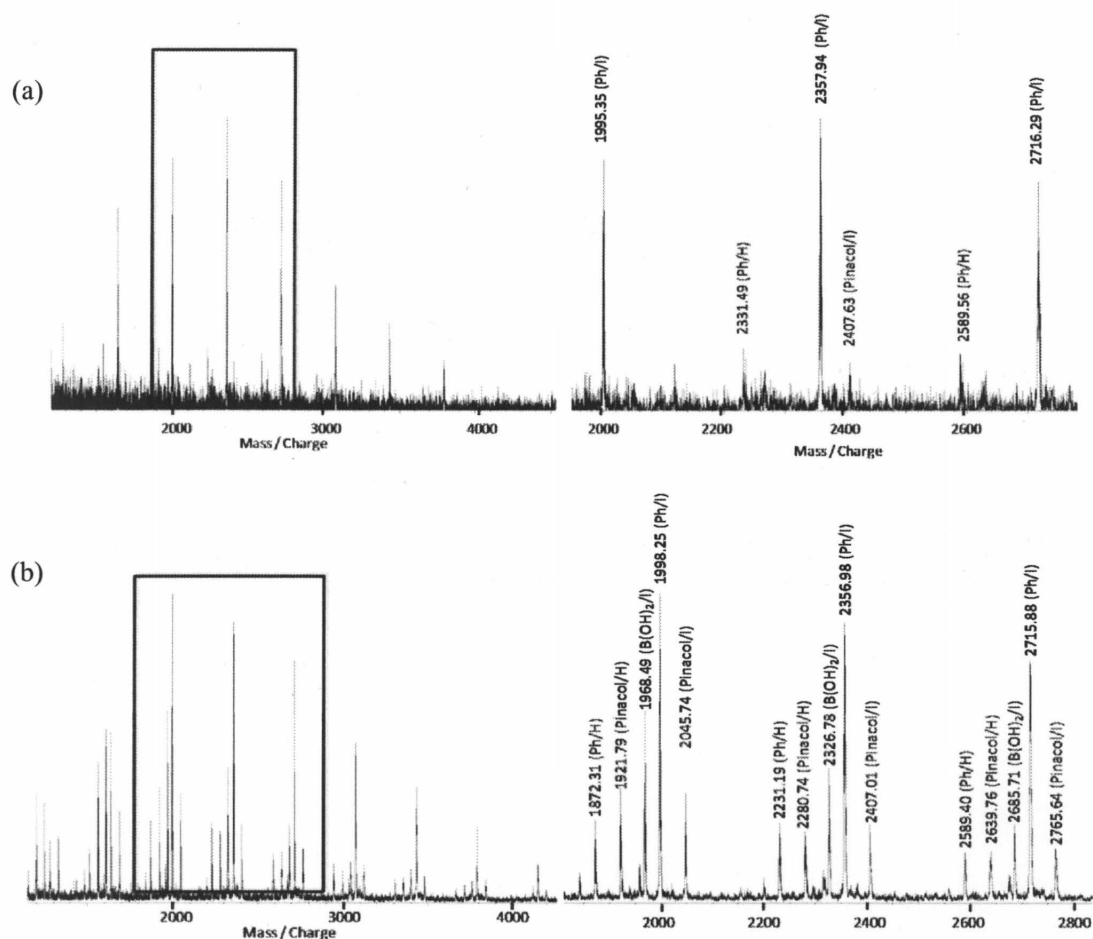 (a)
2000
3000
4000
Mass / Charge
1995.35 (Ph/I)
2331.49 (Ph/H)
2357.94 (Ph/I)
2407.63 (Pinacol/I)
2589.56 (Ph/H)
2716.29 (Ph/I)
2000
2200
2400
2600
Mass / Charge
(b)
2000
3000
4000
Mass / Charge
1872.31 (Ph/H)
1921.79 (Pinacol/H)
1968.49 (B(OH)₂/I)
1998.25 (Ph/I)
2045.74 (Pinacol/I)
2231.19 (Ph/H)
2280.74 (Pinacol/H)
2326.78 (B(OH)₂/I)
2356.98 (Ph/I)
2407.01 (Pinacol/I)
2589.40 (Ph/H)
2639.76 (Pinacol/H)
2685.71 (B(OH)₂/I)
2715.88 (Ph/I)
2765.64 (Pinacol/I)
2000
2200
2400
2600
2800
Mass / Charge